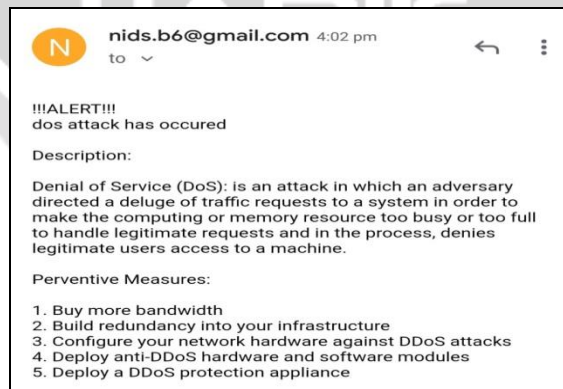 N
nids.b6@gmail.com 4:02 pm
to
!!!ALERT!!!
dos attack has occured
Description:
Denial of Service (DoS): is an attack in which an adversary
directed a deluge of traffic requests to a system in order to
make the computing or memory resource too busy or too full
to handle legitimate requests and in the process, denies
legitimate users access to a machine.
Perventive Measures:
1. Buy more bandwidth
2. Build redundancy into your infrastructure
3. Configure your network hardware against DDoS attacks
4. Deploy anti-DDoS hardware and software modules
5. Deploy a DDoS protection appliance